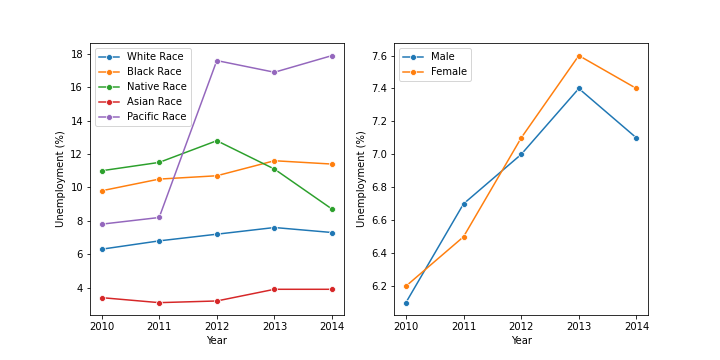 18
16
14
12
10
8
6
4
Unemployment (%)
White Race
Black Race
Native Race
Asian Race
Pacific Race
2010 2011 2012 2013 2014
Year
7.6
7.4
7.2
7.0
6.8
6.6
6.4
6.2
Unemployment (%)
Male
Female
2010 2011 2012 2013 2014
Year